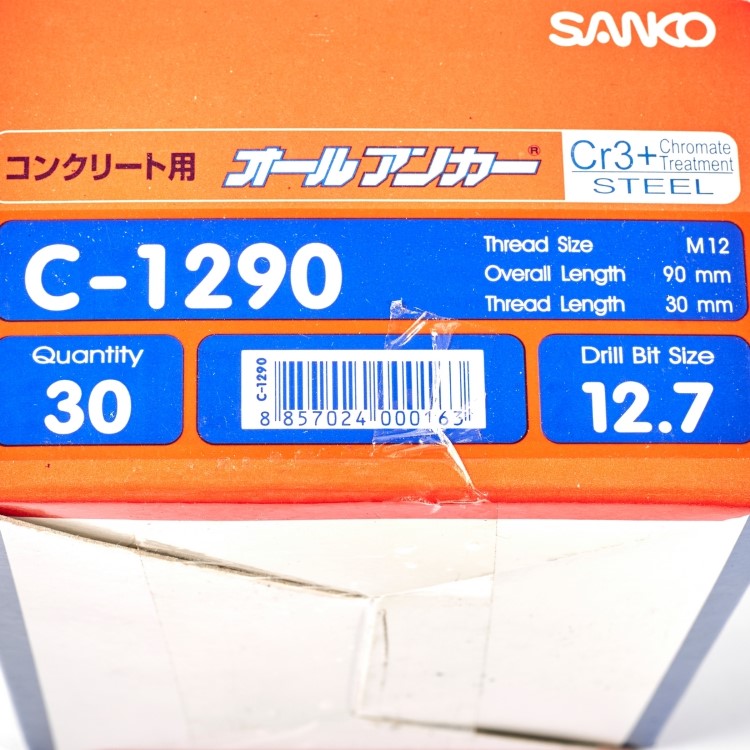 SANKO
コンクリート用 オールアンカー® Cr3+ Chromate Treatment
STEEL
C-1290
Thread Size M12
Overall Length 90 mm
Thread Length 30 mm
Quantity
30
C-1290
8 857024 000163
Drill Bit Size
12.7